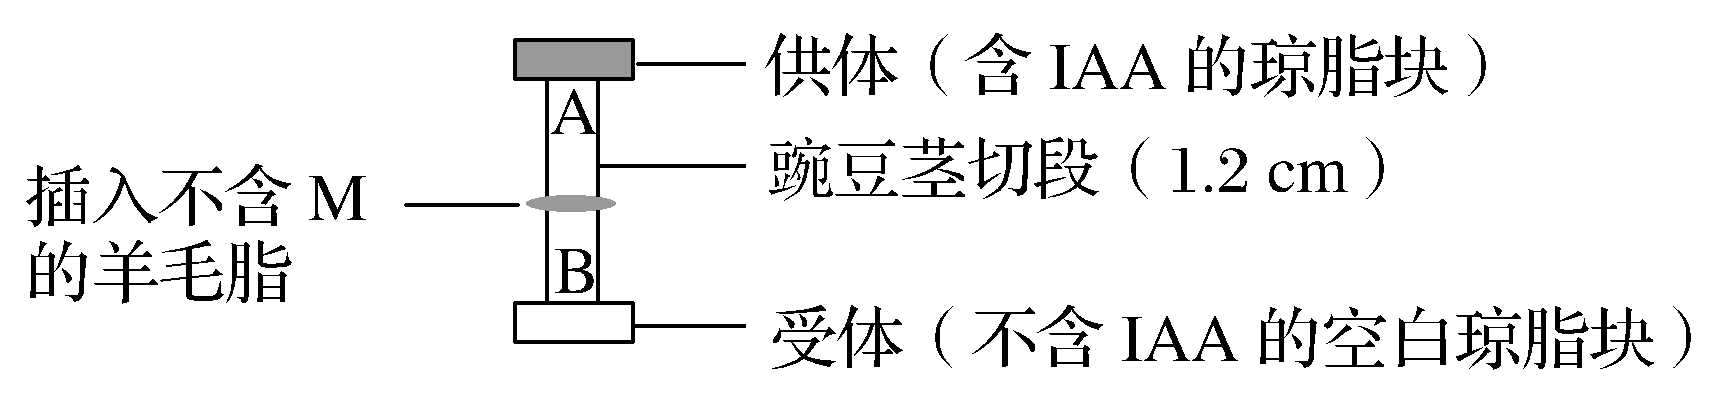 供体（含 IAA 的琼脂块）
A
豌豆茎切段（1.2 cm）
插入不含 M
的羊毛脂
B
受体（不含 IAA 的空白琼脂块）